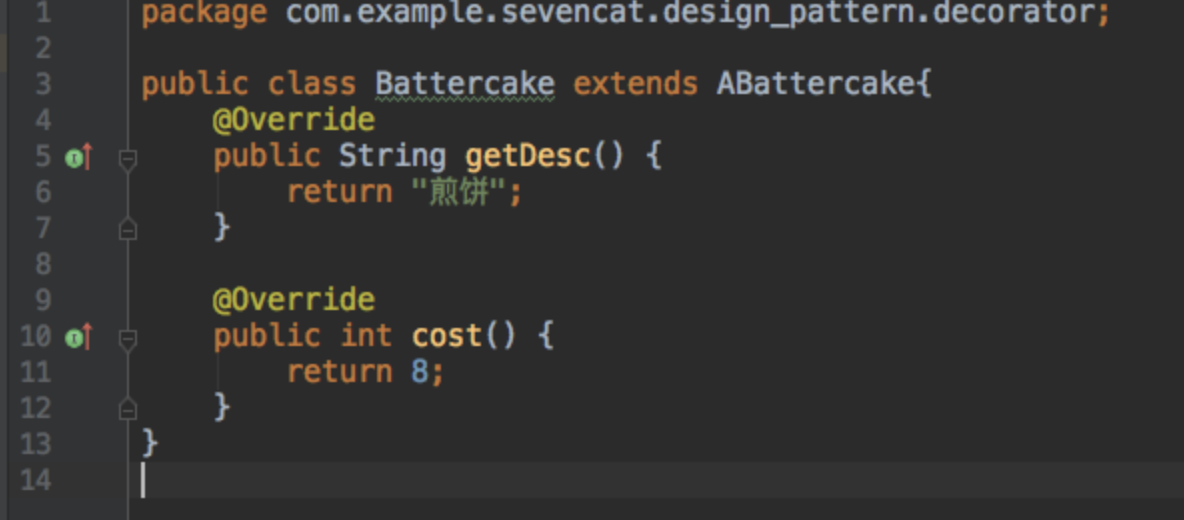 1 package com.example.sevencat.design_pattern.decorator;
2
3 public class Battercake extends ABattercake{
4     @Override
5     public String getDesc() {
6         return "煎饼";
7     }
8
9     @Override
10     public int cost() {
11         return 8;
12     }
13 }
14